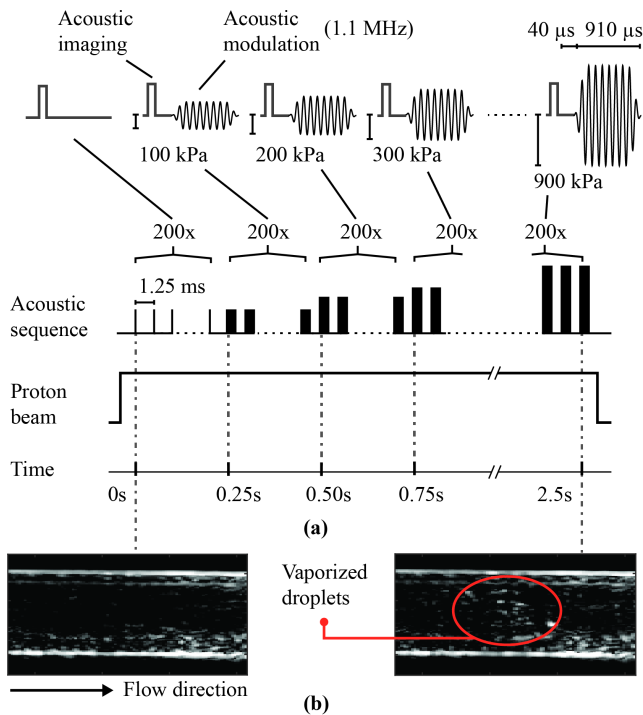 Acoustic imaging
Acoustic modulation (1.1 MHz)
40 μs 910 μs
100 kPa 200 kPa 300 kPa 900 kPa
200x 200x 200x 200x 200x
1.25 ms
Acoustic sequence
Proton beam
Time
0s 0.25s 0.50s 0.75s 2.5s
(a)
Vaporized droplets
Flow direction
(b)